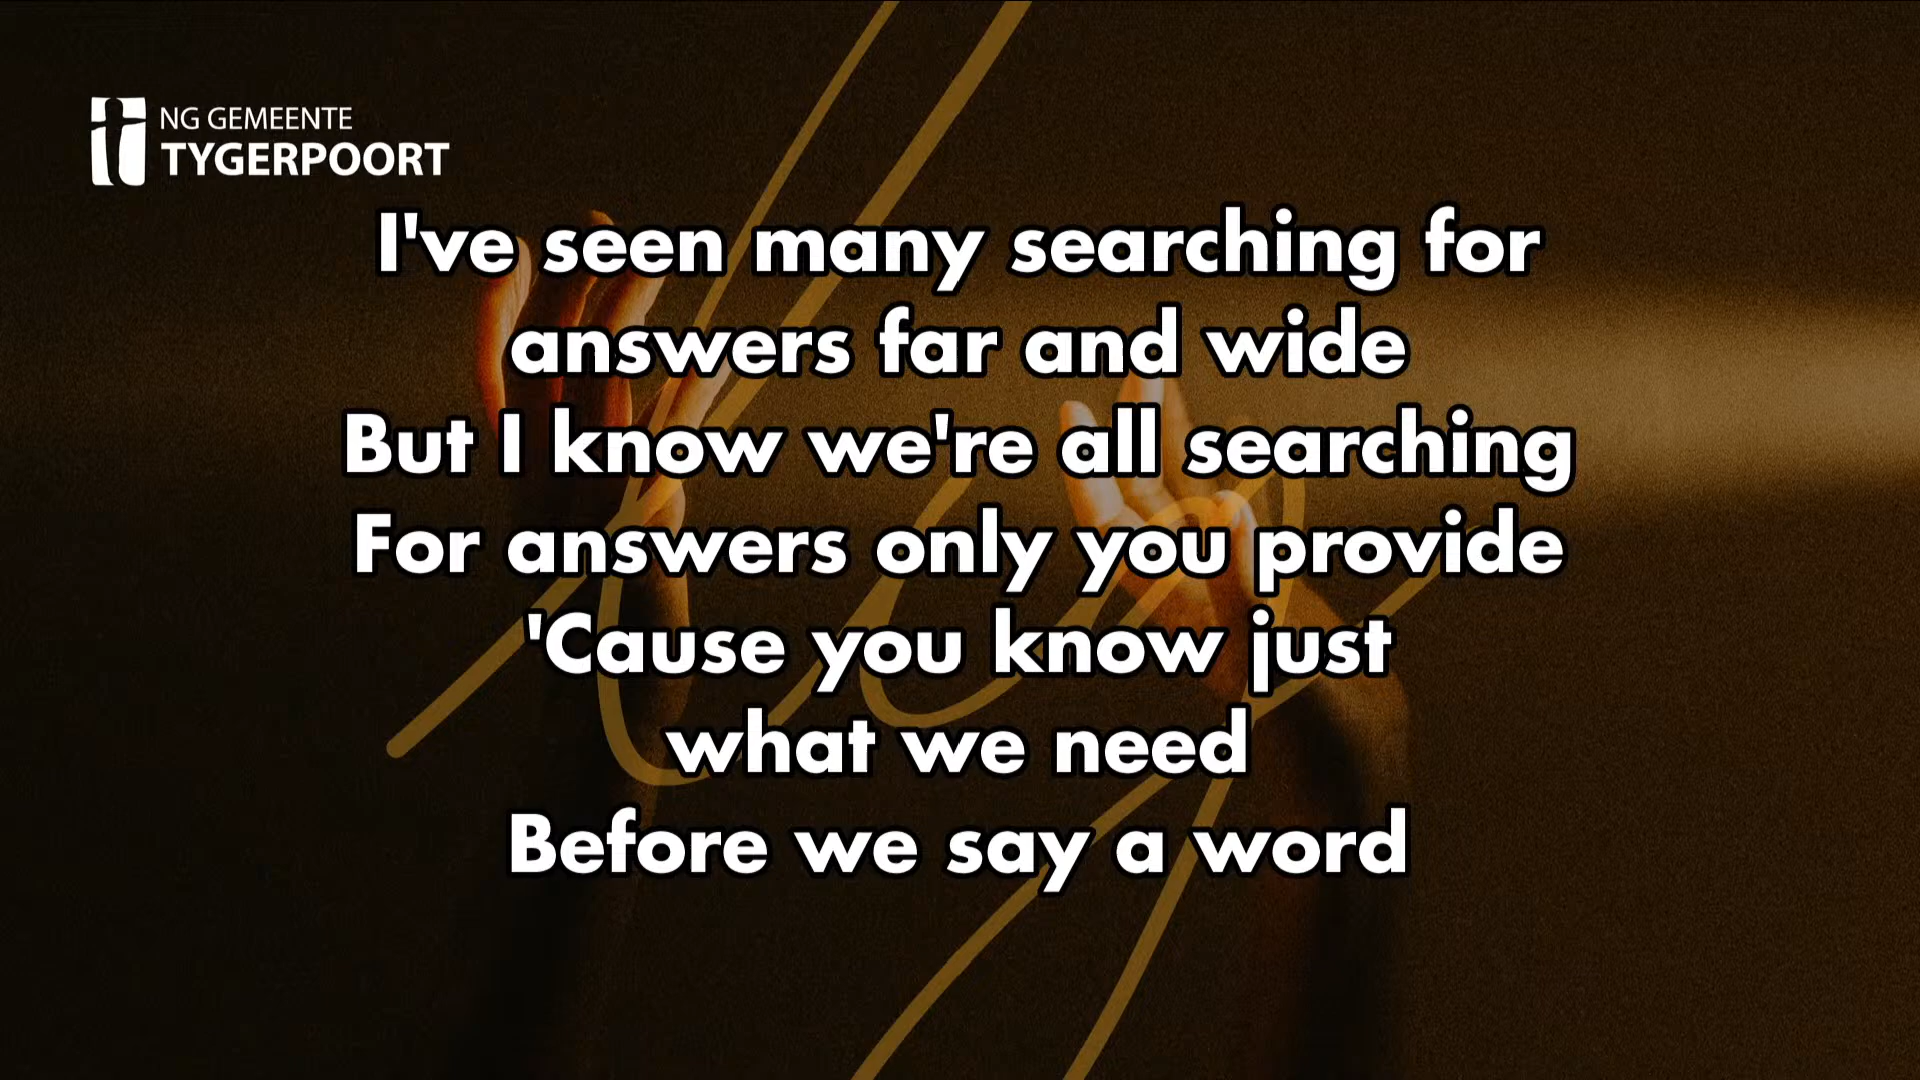 NG GEMEENTE
TYGERPOORT
I've seen many searching for
answers far and wide
But I know we're all searching
For answers only you provide
'Cause you know just
what we need
Before we say a word